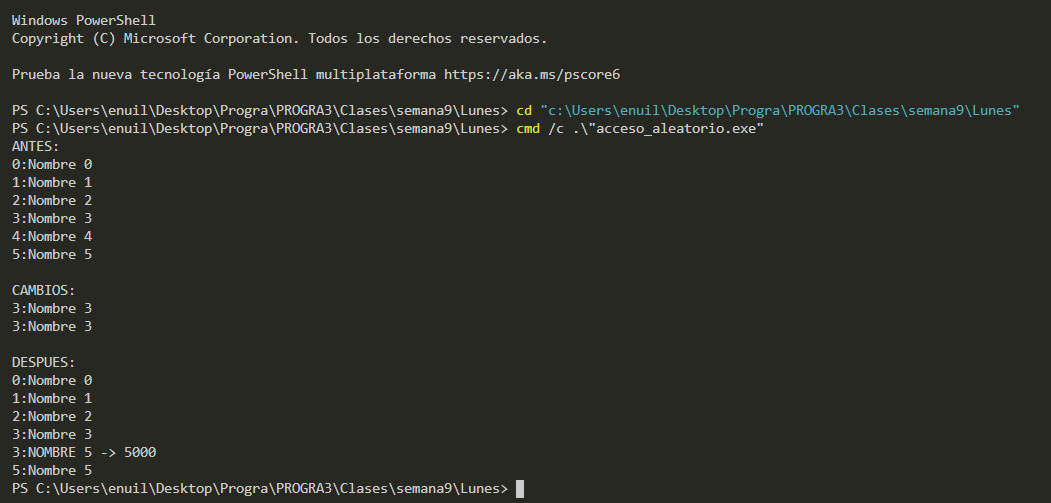 Windows PowerShell
Copyright (C) Microsoft Corporation. Todos los derechos reservados.
Prueba la nueva tecnología PowerShell multiplataforma https://aka.ms/pscore6
PS C:\Users\enuil\Desktop\Progra\PROGRA3\Clases\semana9\Lunes> cd "c:\Users\enuil\Desktop\Progra\PROGRA3\Clases\semana9\Lunes"
PS C:\Users\enuil\Desktop\Progra\PROGRA3\Clases\semana9\Lunes> cmd /c .\"acceso_aleatorio.exe"
ANTES:
0:Nombre 0
1:Nombre 1
2:Nombre 2
3:Nombre 3
4:Nombre 4
5:Nombre 5
CAMBIOS:
3:Nombre 3
3:Nombre 3
DESPUES:
0:Nombre 0
1:Nombre 1
2:Nombre 2
3:Nombre 3
3:NOMBRE 5 -> 5000
5:Nombre 5
PS C:\Users\enuil\Desktop\Progra\PROGRA3\Clases\semana9\Lunes>